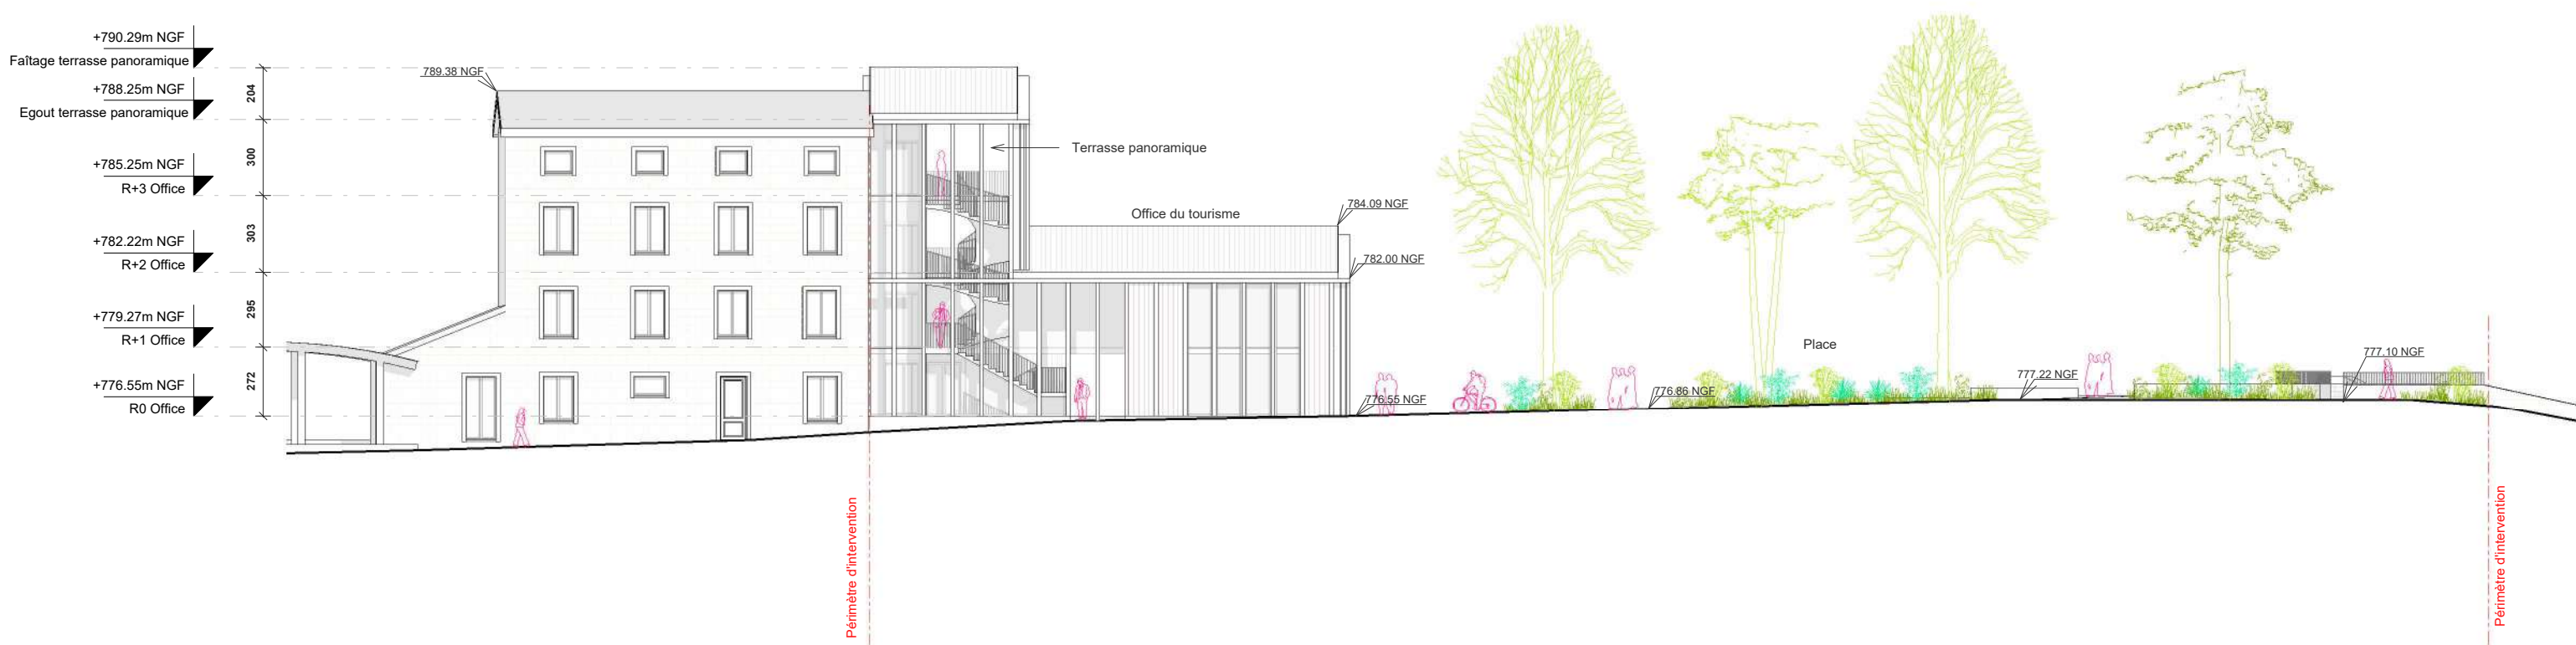 +790.29m NGF
Faîtage terrasse panoramique
+788.25m NGF
Egout terrasse panoramique
+785.25m NGF
R+3 Office
+782.22m NGF
R+2 Office
+779.27m NGF
R+1 Office
+776.55m NGF
R0 Office
204
300
303
295
272
789.38 NGF
Terrasse panoramique
Office du tourisme
784.09 NGF
782.00 NGF
776.55 NGF
776.86 NGF
Place
777.22 NGF
777.10 NGF
Périmètre d'intervention
Périmètre d'intervention